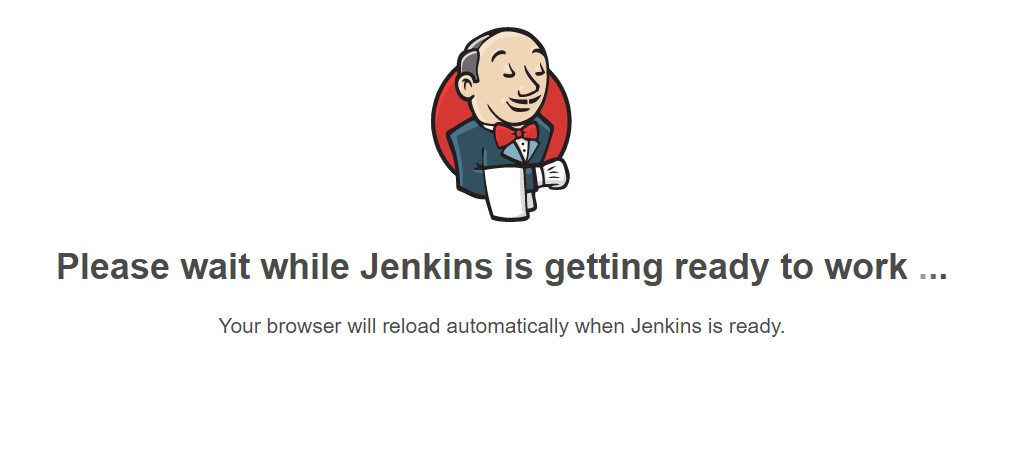 Please wait while Jenkins is getting ready to work ...
Your browser will reload automatically when Jenkins is ready.